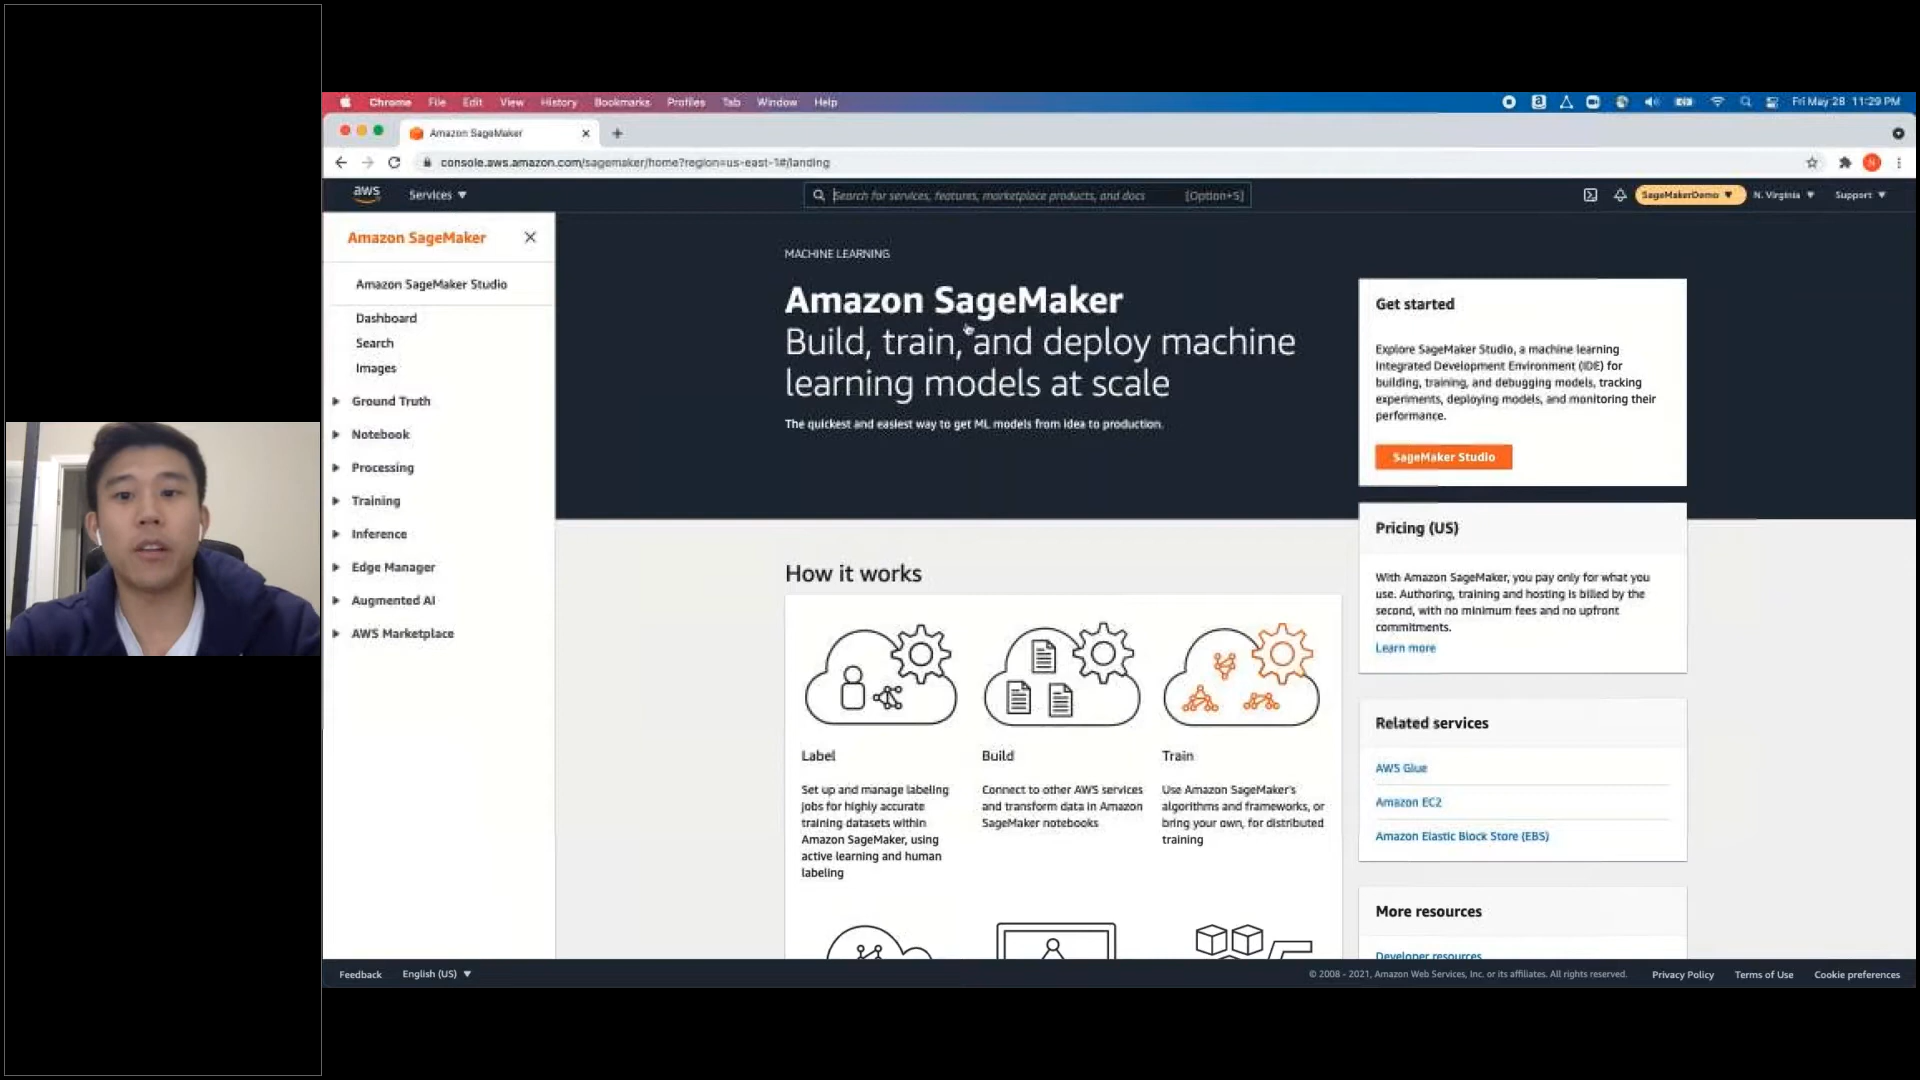 Chrome File Edit View History Bookmarks Profiles Tab Window Help
Fri May 28 11:29 PM
Amazon SageMaker
console.aws.amazon.com/sagemaker/home?region=us-east-1#/landing
aws Services
Search for services, features, marketplace products, and docs [Option+S]
SageMakerDemo N. Virginia Support
Amazon SageMaker
Amazon SageMaker Studio
Dashboard
Search
Images
Ground Truth
Notebook
Processing
Training
Inference
Edge Manager
Augmented AI
AWS Marketplace
MACHINE LEARNING
Amazon SageMaker
Build, train, and deploy machine
learning models at scale
The quickest and easiest way to get ML models from idea to production.
Get started
Explore SageMaker Studio, a machine learning
Integrated Development Environment (IDE) for
building, training, and debugging models, tracking
experiments, deploying models, and monitoring their
performance.
SageMaker Studio
Pricing (US)
With Amazon SageMaker, you pay only for what you
use. Authoring, training and hosting is billed by the
second, with no minimum fees and no upfront
commitments.
Learn more
How it works
Label
Set up and manage labeling
jobs for highly accurate
training datasets within
Amazon SageMaker, using
active learning and human
labeling
Build
Connect to other AWS services
and transform data in Amazon
SageMaker notebooks
Train
Use Amazon SageMaker's
algorithms and frameworks, or
bring your own, for distributed
training
Related services
AWS Glue
Amazon EC2
Amazon Elastic Block Store (EBS)
More resources
Developer resources
Feedback English (US)
© 2008 - 2021, Amazon Web Services, Inc. or its affiliates. All rights reserved. Privacy Policy Terms of Use Cookie preferences